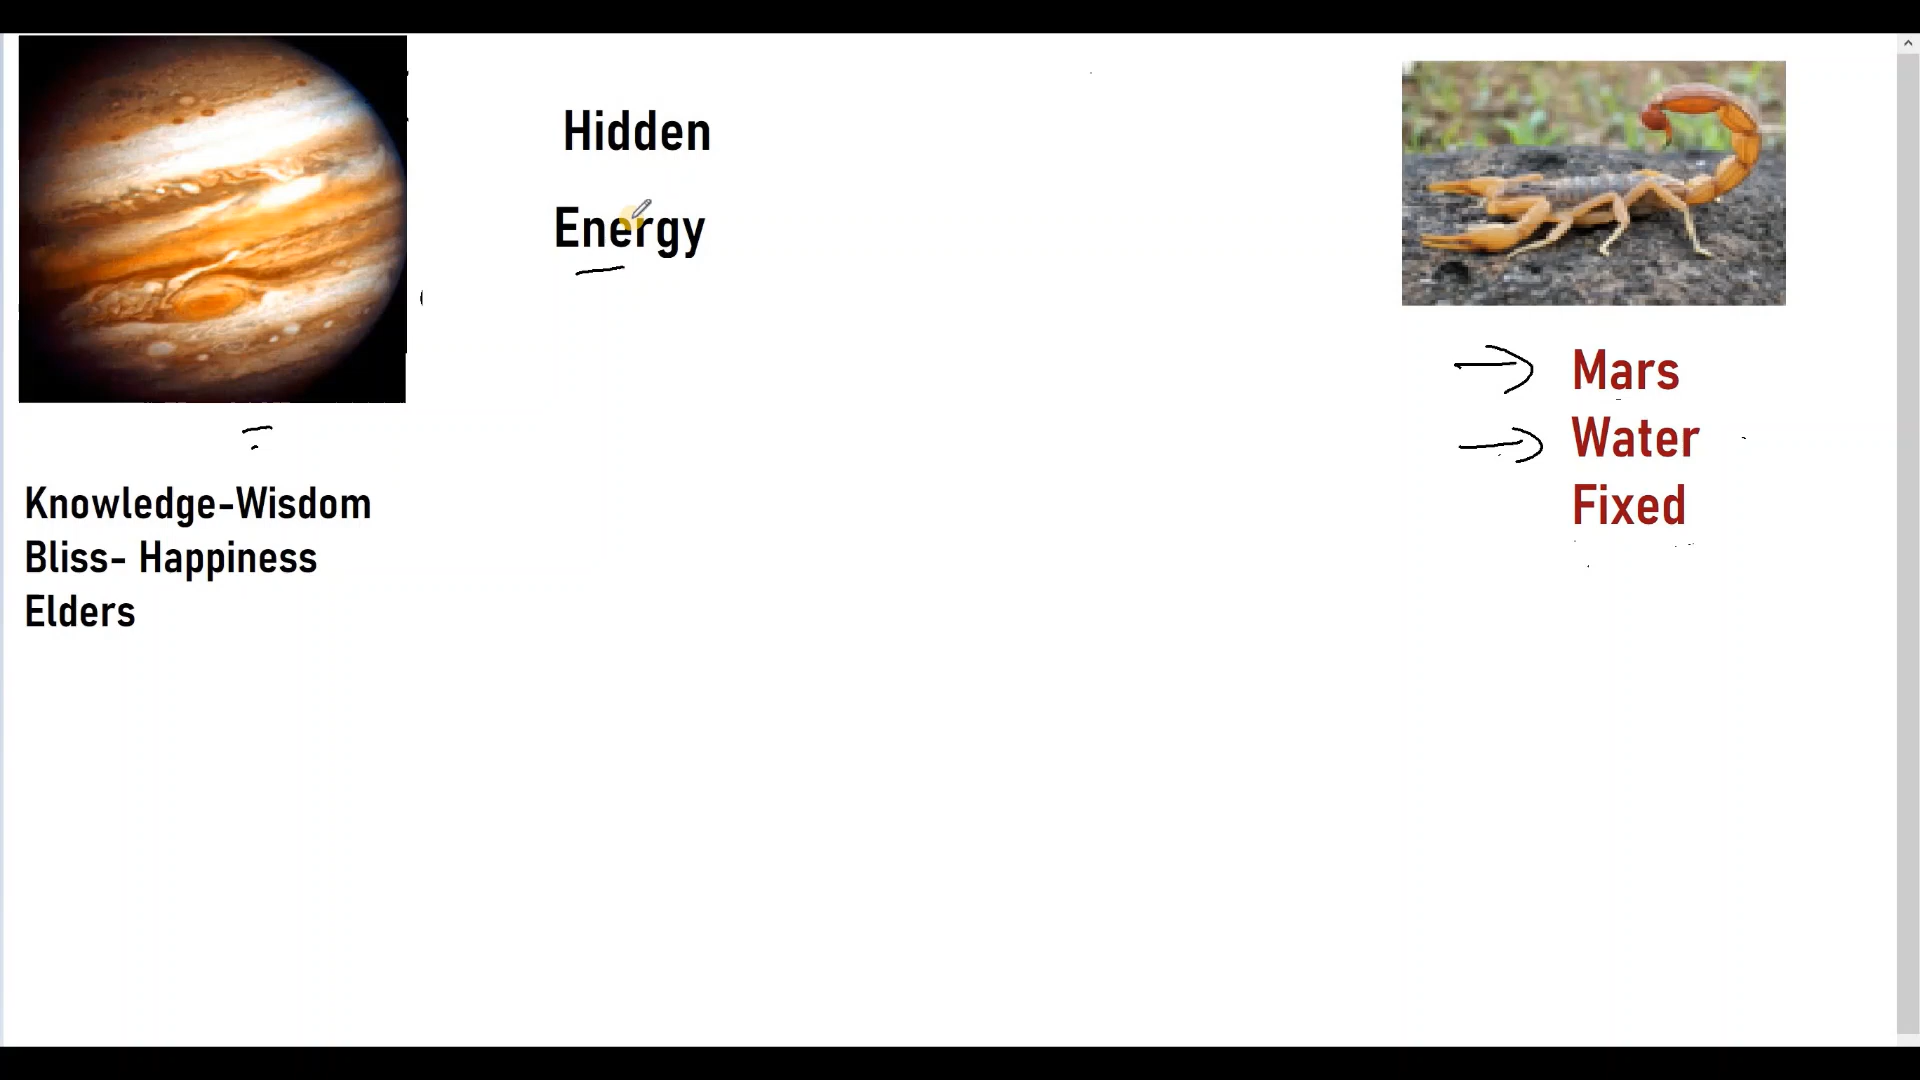 Hidden
Energy
Knowledge-Wisdom
Bliss- Happiness
Elders
Mars
Water
Fixed